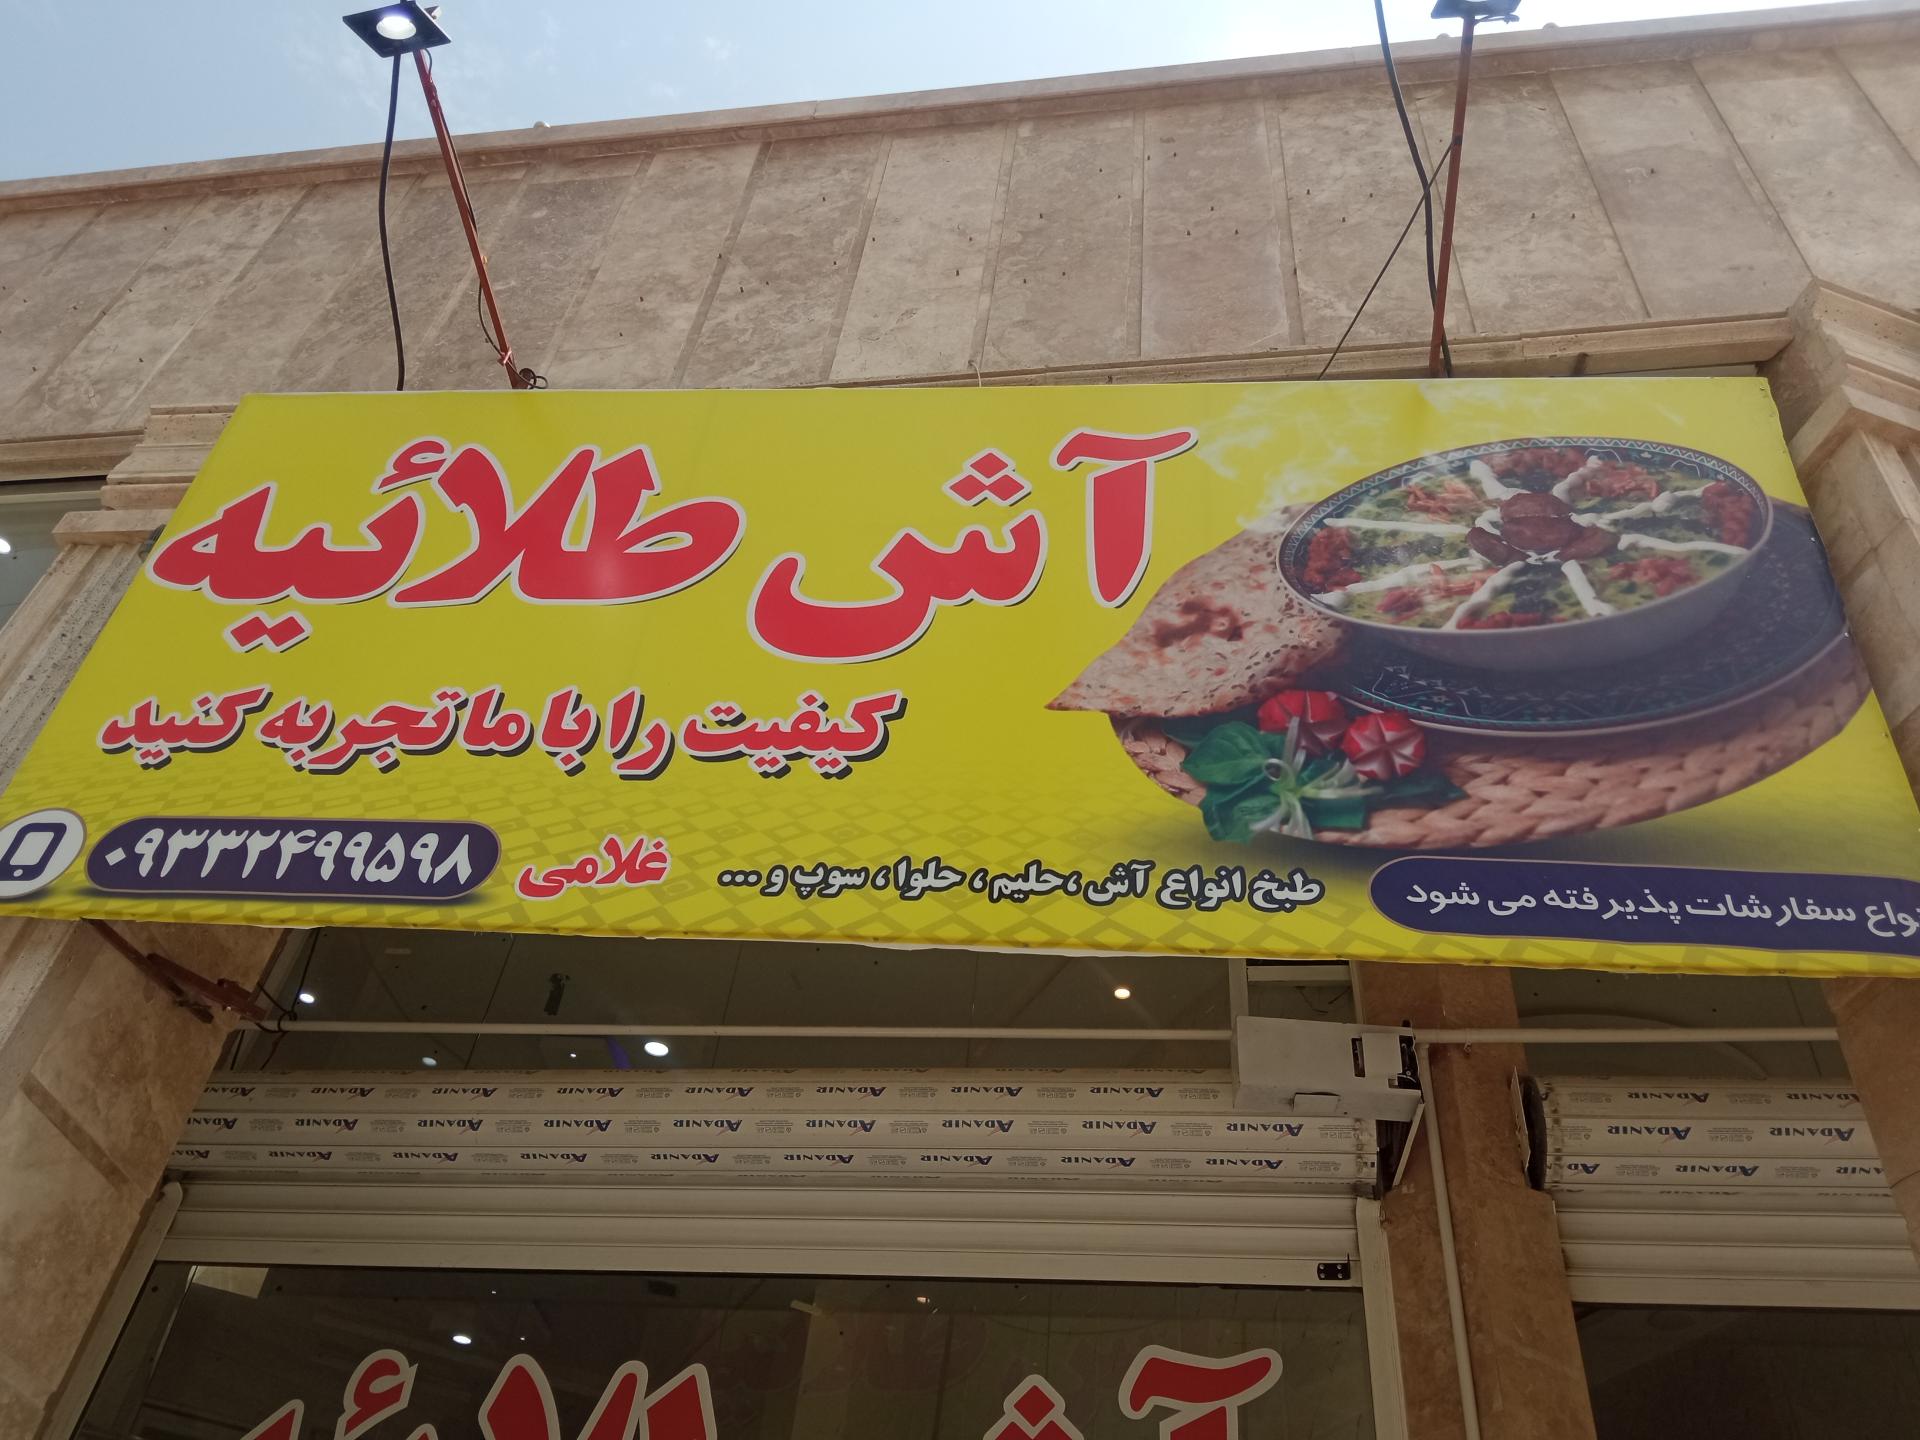 آش طلائیه
کیفیت را با ما تجربه کنید
۰۹۳۳۲۴۹۹۵۹۸
غلامی
طبخ انواع آش ،حلیم ، حلوا ، سوپ و ...
سفارشات پذیرفته می شود
ADANIR
آش